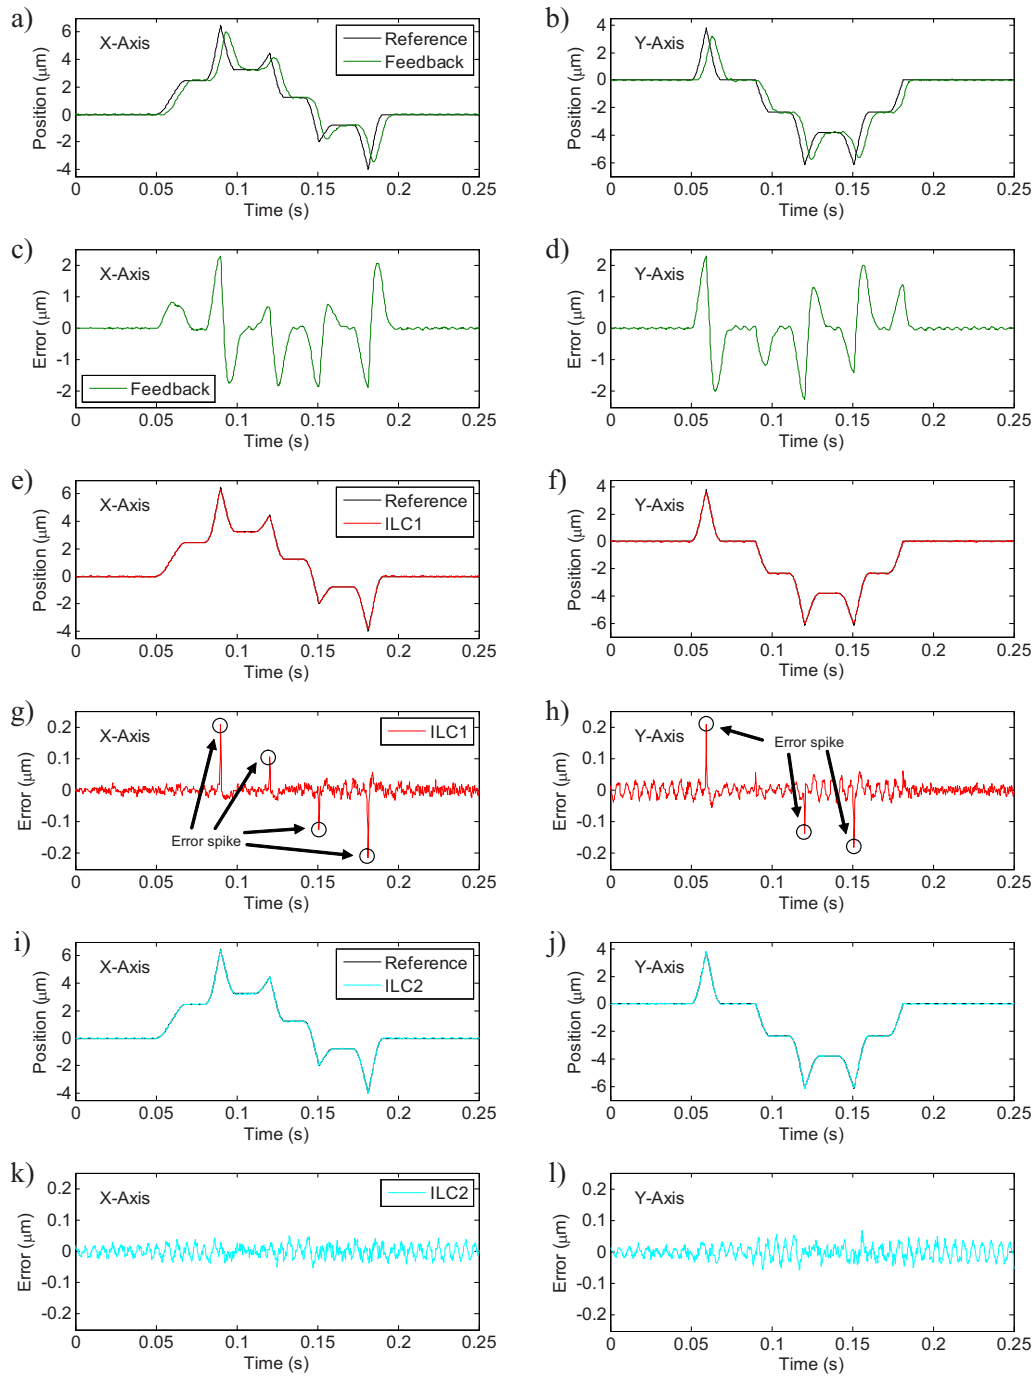 a)
X-Axis
Reference
Feedback
Position (μm)
6
4
2
0
-2
-4
0
0.05
0.1
0.15
0.2
0.25
Time (s)
b)
Y-Axis
Position (μm)
4
2
0
-2
-4
-6
0
0.05
0.1
0.15
0.2
0.25
Time (s)
c)
X-Axis
Feedback
Error (μm)
2
1
0
-1
-2
0
0.05
0.1
0.15
0.2
0.25
Time (s)
d)
Y-Axis
Error (μm)
2
1
0
-1
-2
0
0.05
0.1
0.15
0.2
0.25
Time (s)
e)
X-Axis
Reference
ILC1
Position (μm)
6
4
2
0
-2
-4
0
0.05
0.1
0.15
0.2
0.25
Time (s)
f)
Y-Axis
Position (μm)
4
2
0
-2
-4
-6
0
0.05
0.1
0.15
0.2
0.25
Time (s)
g)
X-Axis
ILC1
Error spike
Error (μm)
0.2
0.1
0
-0.1
-0.2
0
0.05
0.1
0.15
0.2
0.25
Time (s)
h)
Y-Axis
Error spike
Error (μm)
0.2
0.1
0
-0.1
-0.2
0
0.05
0.1
0.15
0.2
0.25
Time (s)
i)
X-Axis
Reference
ILC2
Position (μm)
6
4
2
0
-2
-4
0
0.05
0.1
0.15
0.2
0.25
Time (s)
j)
Y-Axis
Position (μm)
4
2
0
-2
-4
-6
0
0.05
0.1
0.15
0.2
0.25
Time (s)
k)
X-Axis
ILC2
Error (μm)
0.2
0.1
0
-0.1
-0.2
0
0.05
0.1
0.15
0.2
0.25
Time (s)
l)
Y-Axis
Error (μm)
0.2
0.1
0
-0.1
-0.2
0
0.05
0.1
0.15
0.2
0.25
Time (s)